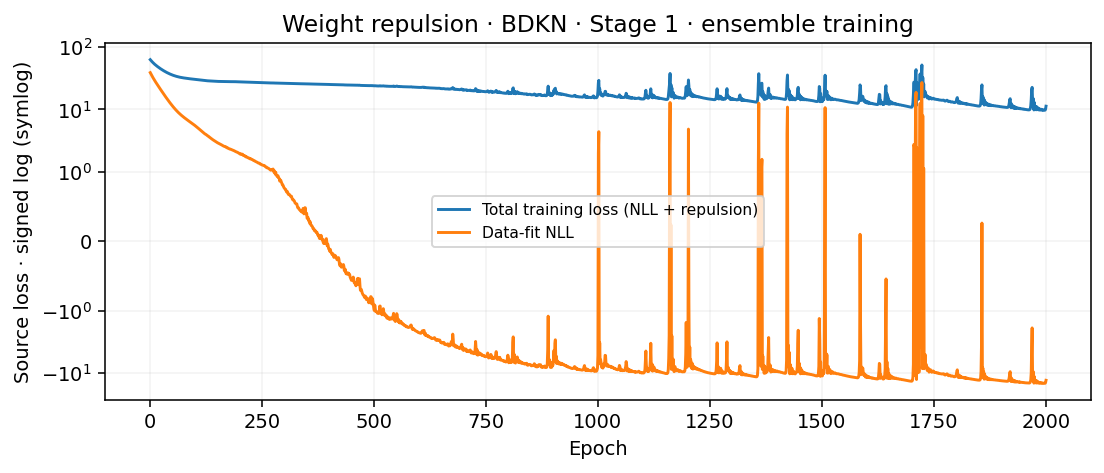 Weight repulsion · BDKN · Stage 1 · ensemble training
Source loss · signed log (symlog)
10²
10¹
10⁰
0
−10⁰
−10¹
Total training loss (NLL + repulsion)
Data-fit NLL
0 250 500 750 1000 1250 1500 1750 2000
Epoch